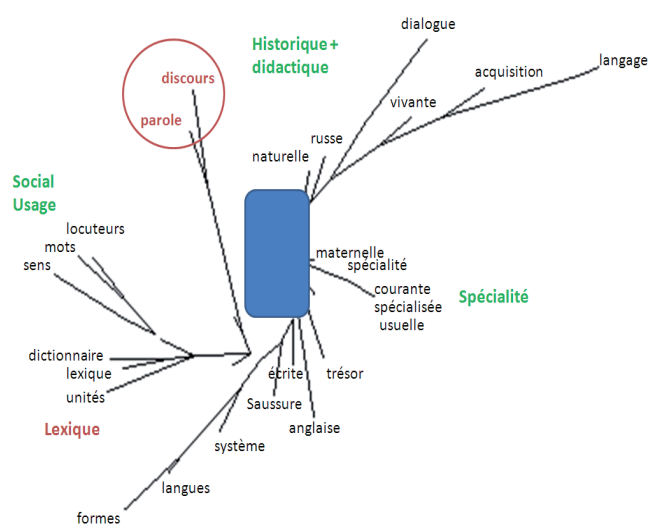 dialogue
Historique +
didactique
langage
acquisition
discours
vivante
parole
russe
naturelle
Social
Usage
locuteurs
mots
sens
maternelle
spécialité
courante
spécialisée
usuelle
Spécialité
dictionnaire
lexique
unités
écrite
trésor
Saussure
anglaise
Lexique
système
langues
formes